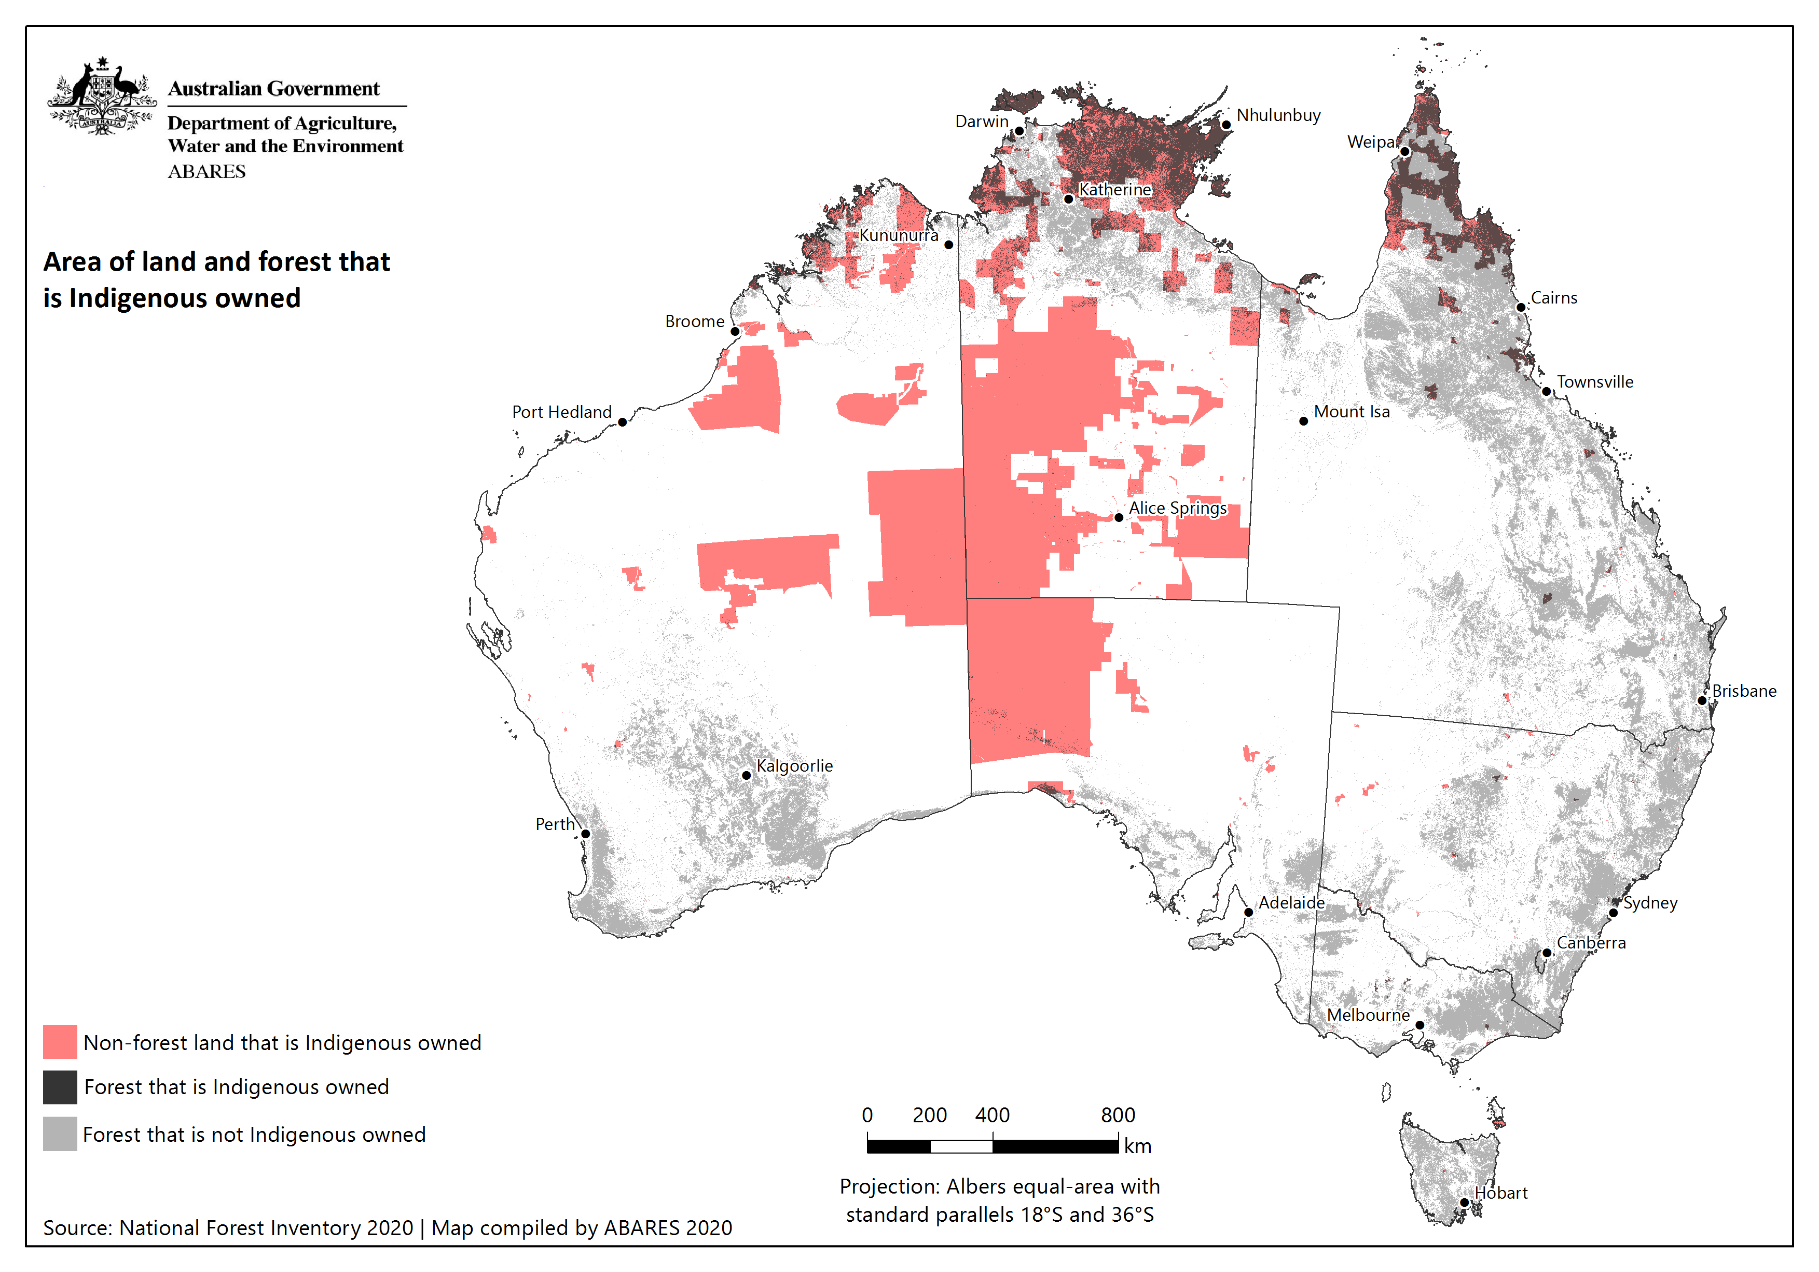 Australian Government
Department of Agriculture,
Water and the Environment
ABARES
Area of land and forest that
is Indigenous owned
Darwin
Nhulunbuy
Weipa
Katherine
Kununurra
Cairns
Broome
Townsville
Port Hedland
Mount Isa
Alice Springs
Brisbane
Kalgoorlie
Perth
Adelaide
Sydney
Canberra
Melbourne
Hobart
Non-forest land that is Indigenous owned
Forest that is Indigenous owned
Forest that is not Indigenous owned
0 200 400 800
km
Projection: Albers equal-area with
standard parallels 18°S and 36°S
Source: National Forest Inventory 2020 | Map compiled by ABARES 2020